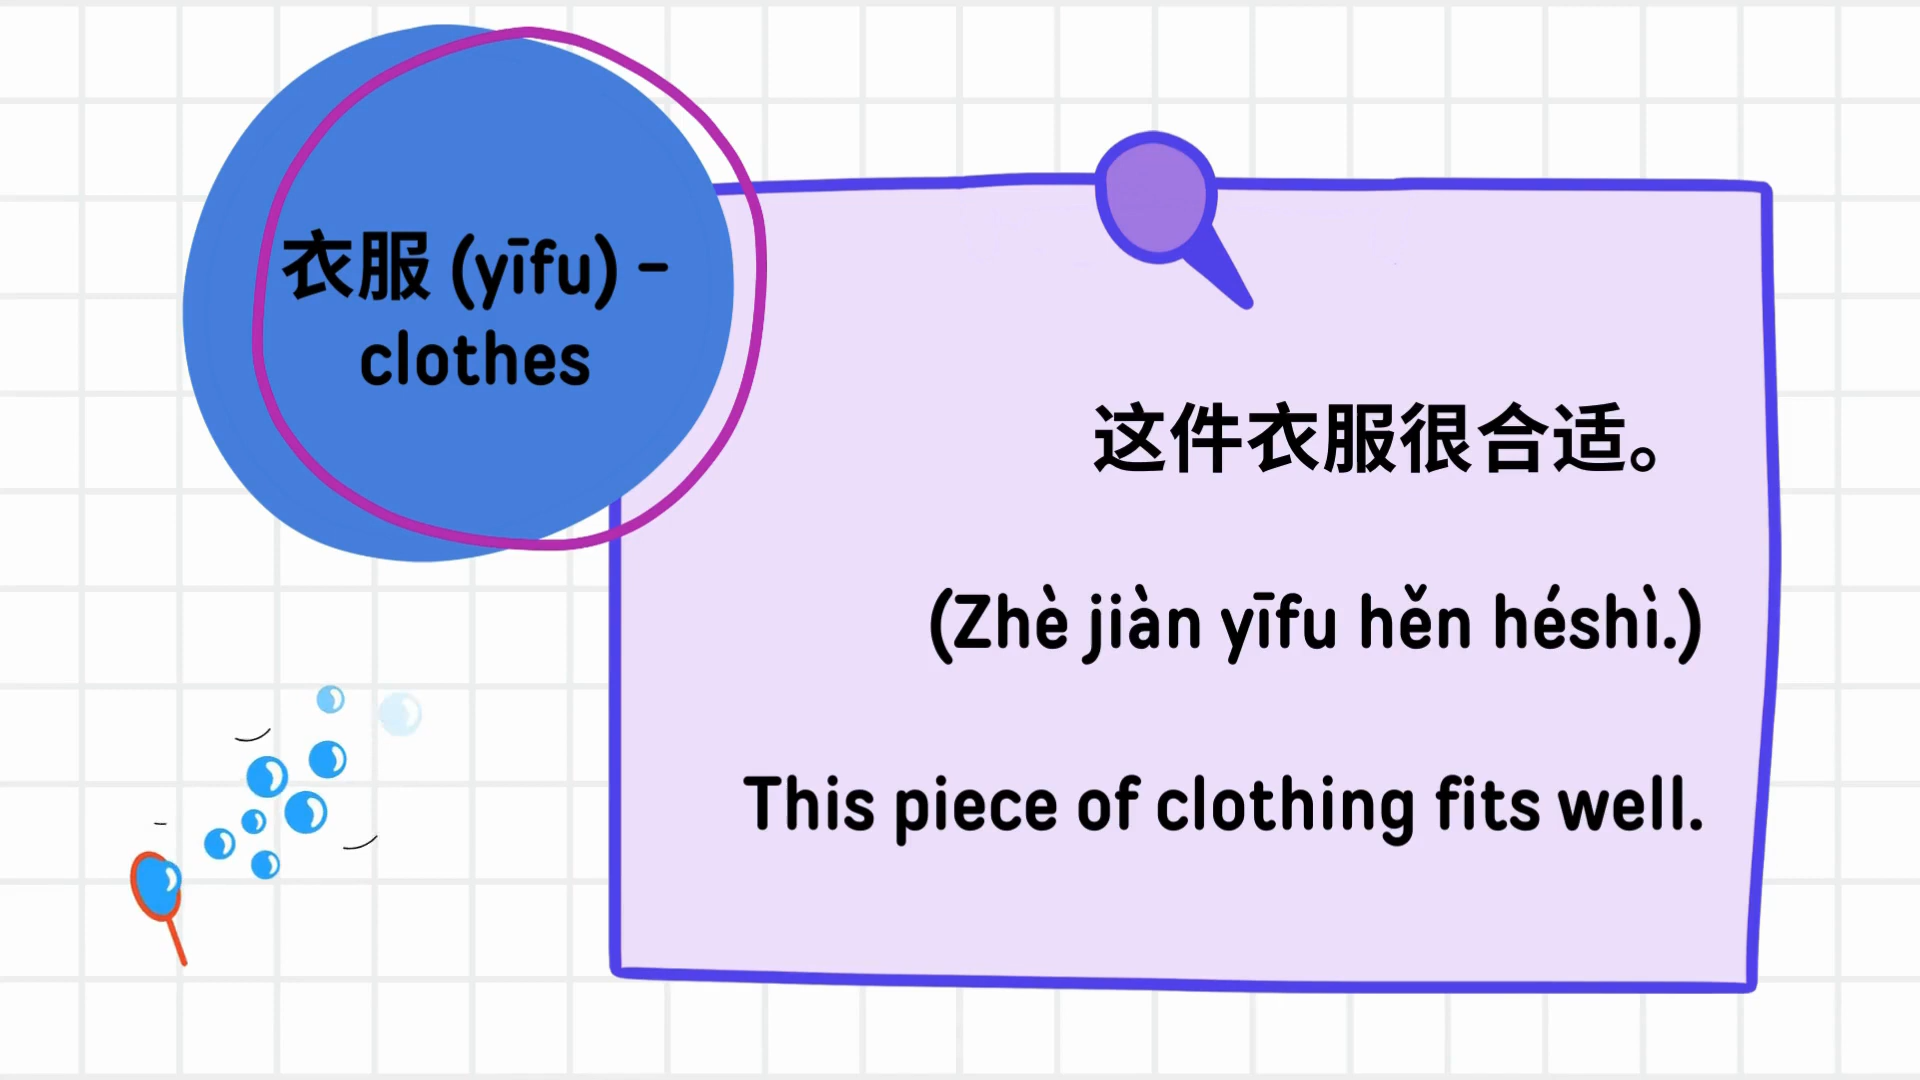 衣服 (yīfu) –
clothes
这件衣服很合适。
(Zhè jiàn yīfu hěn héshì.)
This piece of clothing fits well.